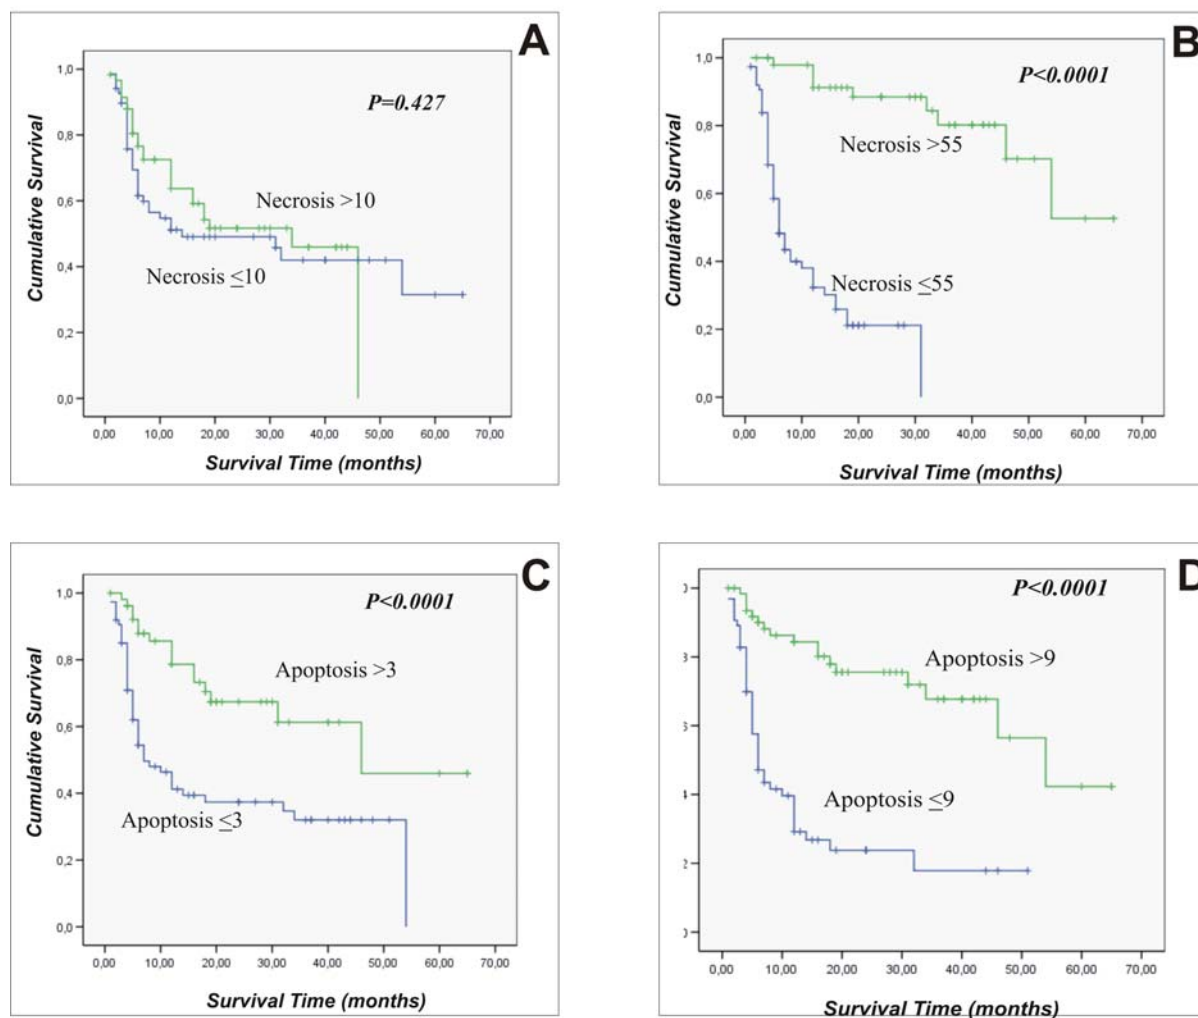 A
P=0.427
1,0
0,8
0,6
0,4
0,2
0,0
Cumulative Survival
Necrosis >10
Necrosis ≤10
0,00 10,00 20,00 30,00 40,00 50,00 60,00 70,00
Survival Time (months)
B
P<0.0001
1,0
0,8
0,6
0,4
0,2
0,0
Cumulative Survival
Necrosis >55
Necrosis ≤55
0,00 10,00 20,00 30,00 40,00 50,00 60,00 70,00
Survival Time (months)
C
P<0.0001
1,0
0,8
0,6
0,4
0,2
0,0
Cumulative Survival
Apoptosis >3
Apoptosis ≤3
0,00 10,00 20,00 30,00 40,00 50,00 60,00 70,00
Survival Time (months)
D
P<0.0001
0
8
6
4
2
0
Apoptosis >9
Apoptosis ≤9
0,00 10,00 20,00 30,00 40,00 50,00 60,00 70,00
Survival Time (months)